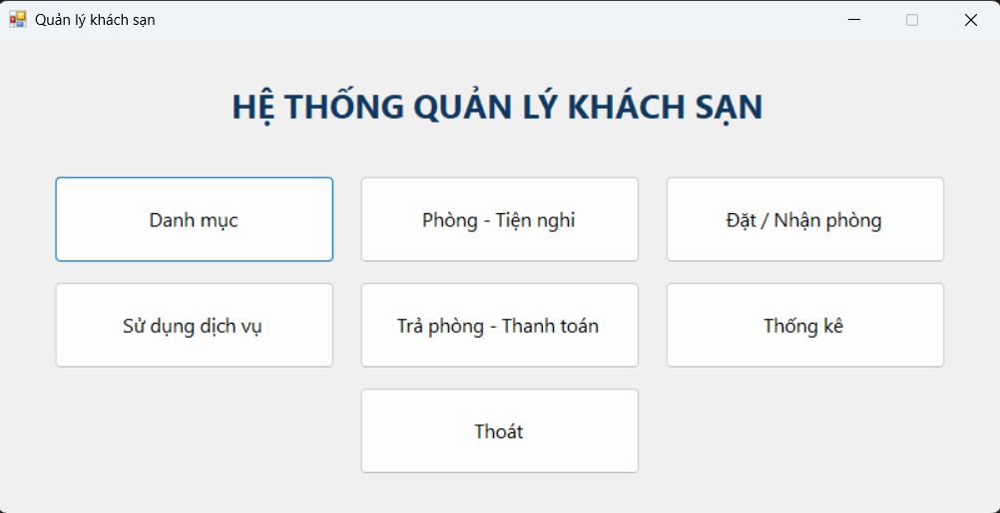 Quản lý khách sạn
HỆ THỐNG QUẢN LÝ KHÁCH SẠN
Danh mục
Phòng - Tiện nghi
Đặt / Nhận phòng
Sử dụng dịch vụ
Trả phòng - Thanh toán
Thống kê
Thoát